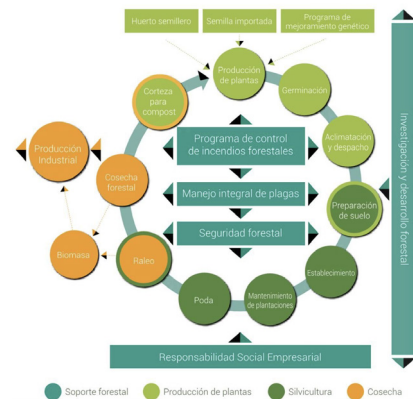 Huerto semillero
Semilla importada
Programa de
mejoramiento genético
Producción
de plantas
Germinación
Corteza
para
compost
Aclimatación
y despacho
Programa de control
de incendios forestales
Producción
Industrial
Cosecha
forestal
Manejo integral de plagas
Preparación
de suelo
Seguridad forestal
Biomasa
Raleo
Establecimiento
Poda
Mantenimiento
de plantaciones
Responsabilidad Social Empresarial
Investigación y desarrollo forestal
Soporte forestal
Producción de plantas
Silvicultura
Cosecha